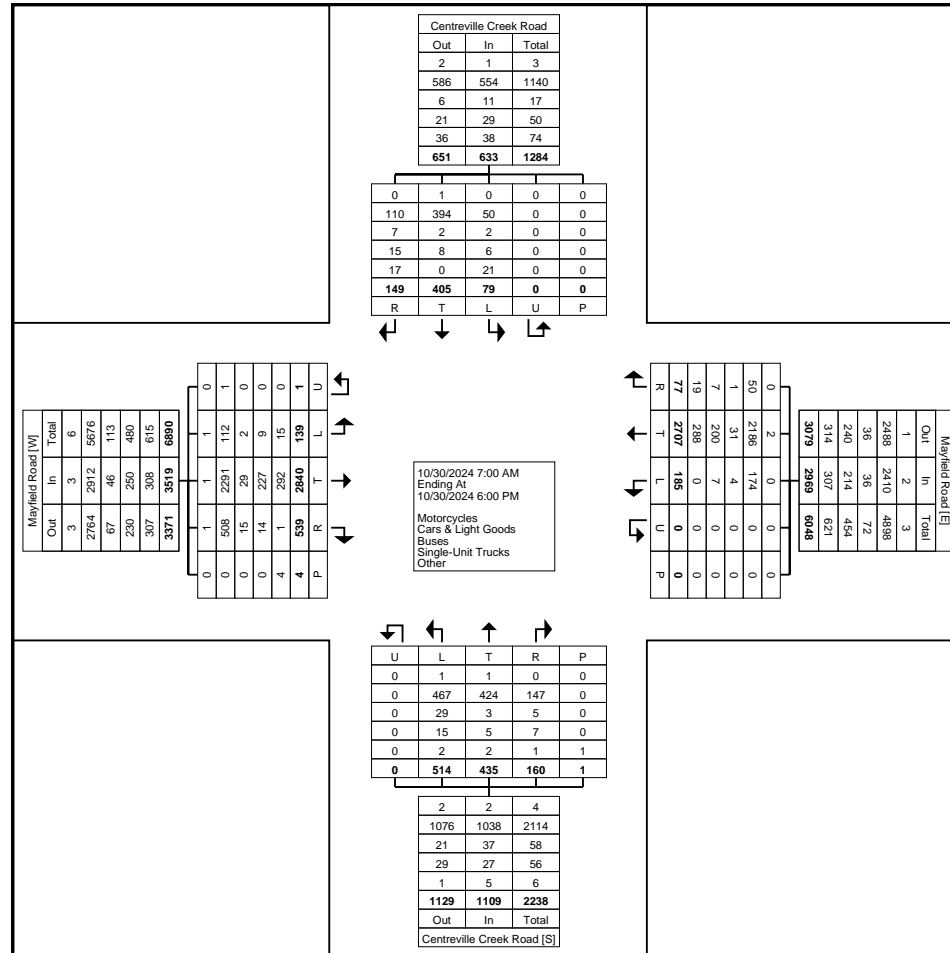 Centreville Creek Road
Out In Total
2 1 3
586 554 1140
6 11 17
21 29 50
36 38 74
651 633 1284
0 1 0 0 0
110 394 50 0 0
7 2 2 0 0
15 8 6 0 0
17 0 21 0 0
149 405 79 0 0
R T L U P
Mayfield Road [W]
Out In Total
3 3 6
2764 2912 5676
67 46 113
230 250 480
307 308 615
3371 3519 6890
U L T R P
1 139 2840 539 4
0 15 292 1 4
0 9 227 14 0
0 2 29 15 0
1 112 2291 508 0
0 1 1 1 0
10/30/2024 7:00 AM
Ending At
10/30/2024 6:00 PM
Motorcycles
Cars & Light Goods
Buses
Single-Unit Trucks
Other
Mayfield Road [E]
Out In Total
1 2 3
2488 2410 4898
36 36 72
240 214 454
314 307 621
3079 2969 6048
0 2 0 0 0
50 2186 174 0 0
1 31 4 0 0
7 200 7 0 0
19 288 0 0 0
77 2707 185 0 0
R T L U P
U L T R P
0 1 1 0 0
0 467 424 147 0
0 29 3 5 0
0 15 5 7 0
0 2 2 1 1
0 514 435 160 1
2 2 4
1076 1038 2114
21 37 58
29 27 56
1 5 6
1129 1109 2238
Out In Total
Centreville Creek Road [S]